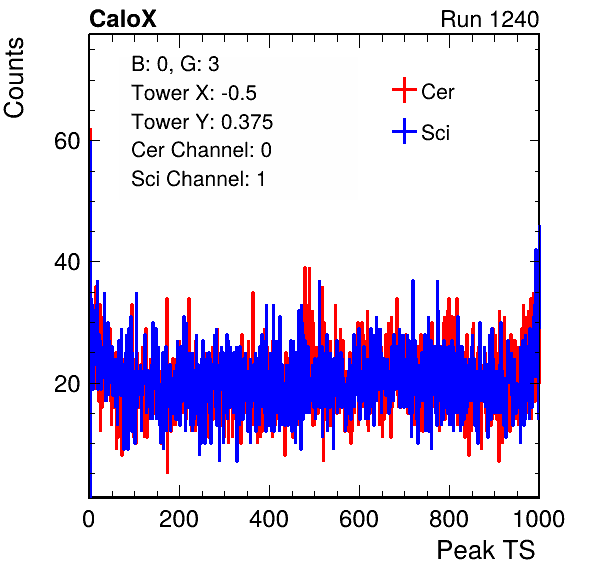 CaloX Run 1240
Counts
B: 0, G: 3
Tower X: -0.5
Tower Y: 0.375
Cer Channel: 0
Sci Channel: 1
Cer
Sci
60
40
20
0 200 400 600 800 1000
Peak TS